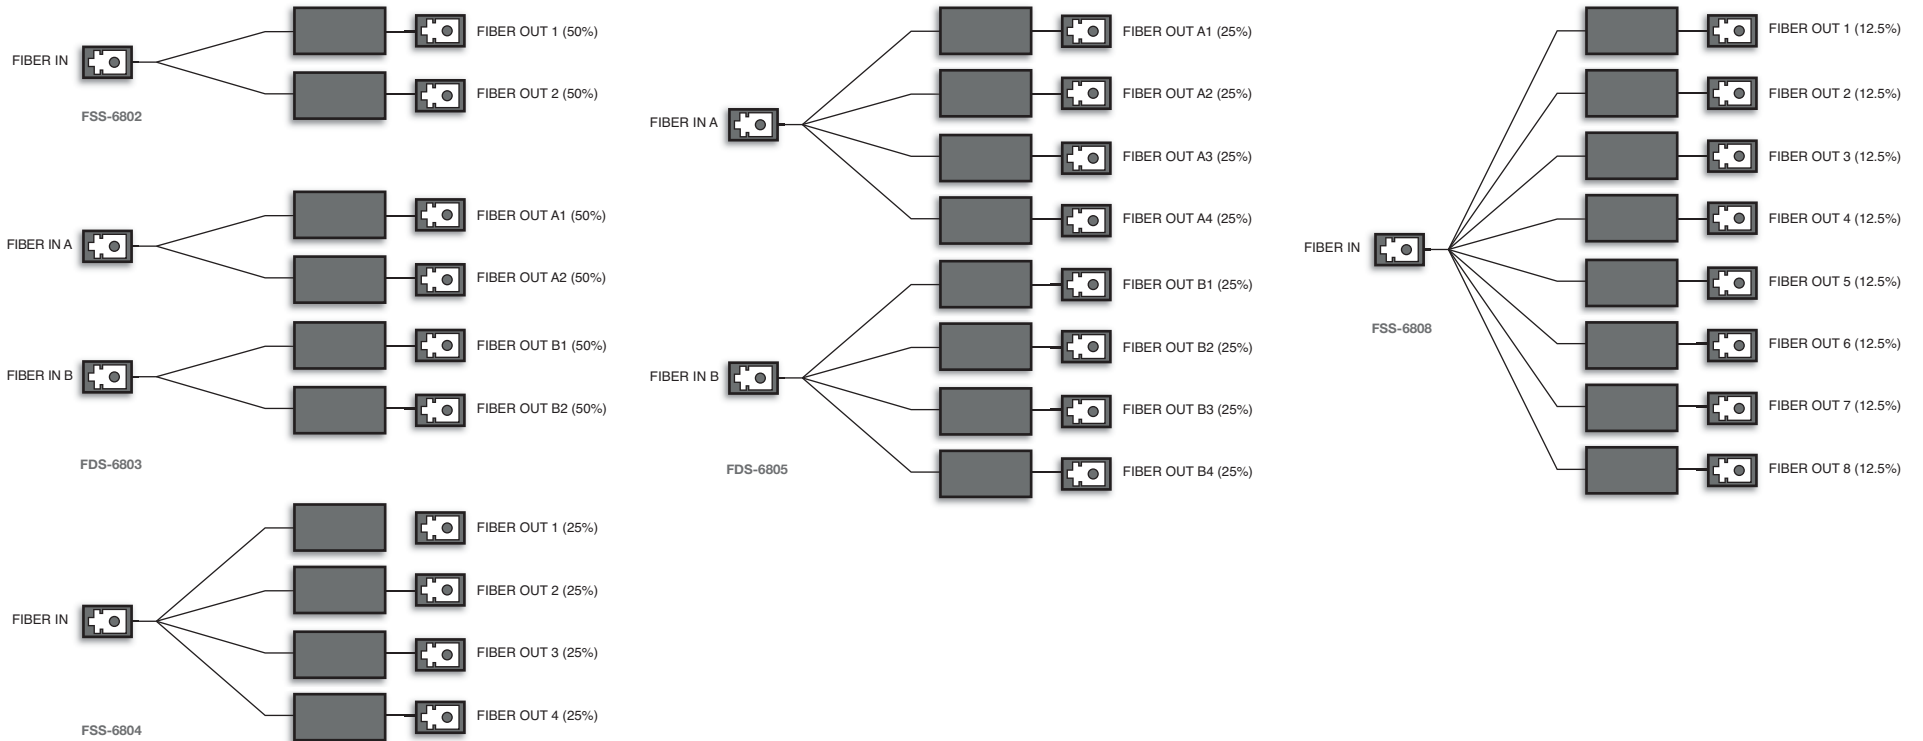 FIBER IN
FIBER OUT 1 (50%)
FIBER OUT 2 (50%)
FSS-6802
FIBER IN A
FIBER OUT A1 (50%)
FIBER OUT A2 (50%)
FIBER IN B
FIBER OUT B1 (50%)
FIBER OUT B2 (50%)
FDS-6803
FIBER IN
FIBER OUT 1 (25%)
FIBER OUT 2 (25%)
FIBER OUT 3 (25%)
FIBER OUT 4 (25%)
FSS-6804
FIBER IN A
FIBER OUT A1 (25%)
FIBER OUT A2 (25%)
FIBER OUT A3 (25%)
FIBER OUT A4 (25%)
FIBER IN B
FIBER OUT B1 (25%)
FIBER OUT B2 (25%)
FIBER OUT B3 (25%)
FIBER OUT B4 (25%)
FDS-6805
FIBER IN
FIBER OUT 1 (12.5%)
FIBER OUT 2 (12.5%)
FIBER OUT 3 (12.5%)
FIBER OUT 4 (12.5%)
FIBER OUT 5 (12.5%)
FIBER OUT 6 (12.5%)
FIBER OUT 7 (12.5%)
FIBER OUT 8 (12.5%)
FSS-6808